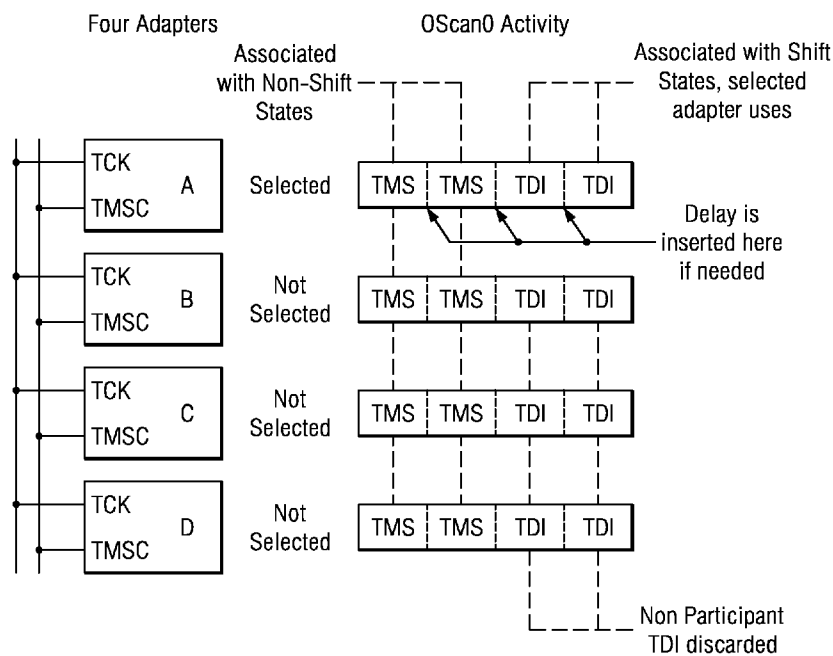 Four Adapters
OScan0 Activity
Associated
with Non-Shift
States
Associated with Shift
States, selected
adapter uses
TCK
TMSC
A
Selected
TMS TMS TDI TDI
Delay is
inserted here
if needed
TCK
TMSC
B
Not
Selected
TMS TMS TDI TDI
TCK
TMSC
C
Not
Selected
TMS TMS TDI TDI
TCK
TMSC
D
Not
Selected
TMS TMS TDI TDI
Non Participant
TDI discarded